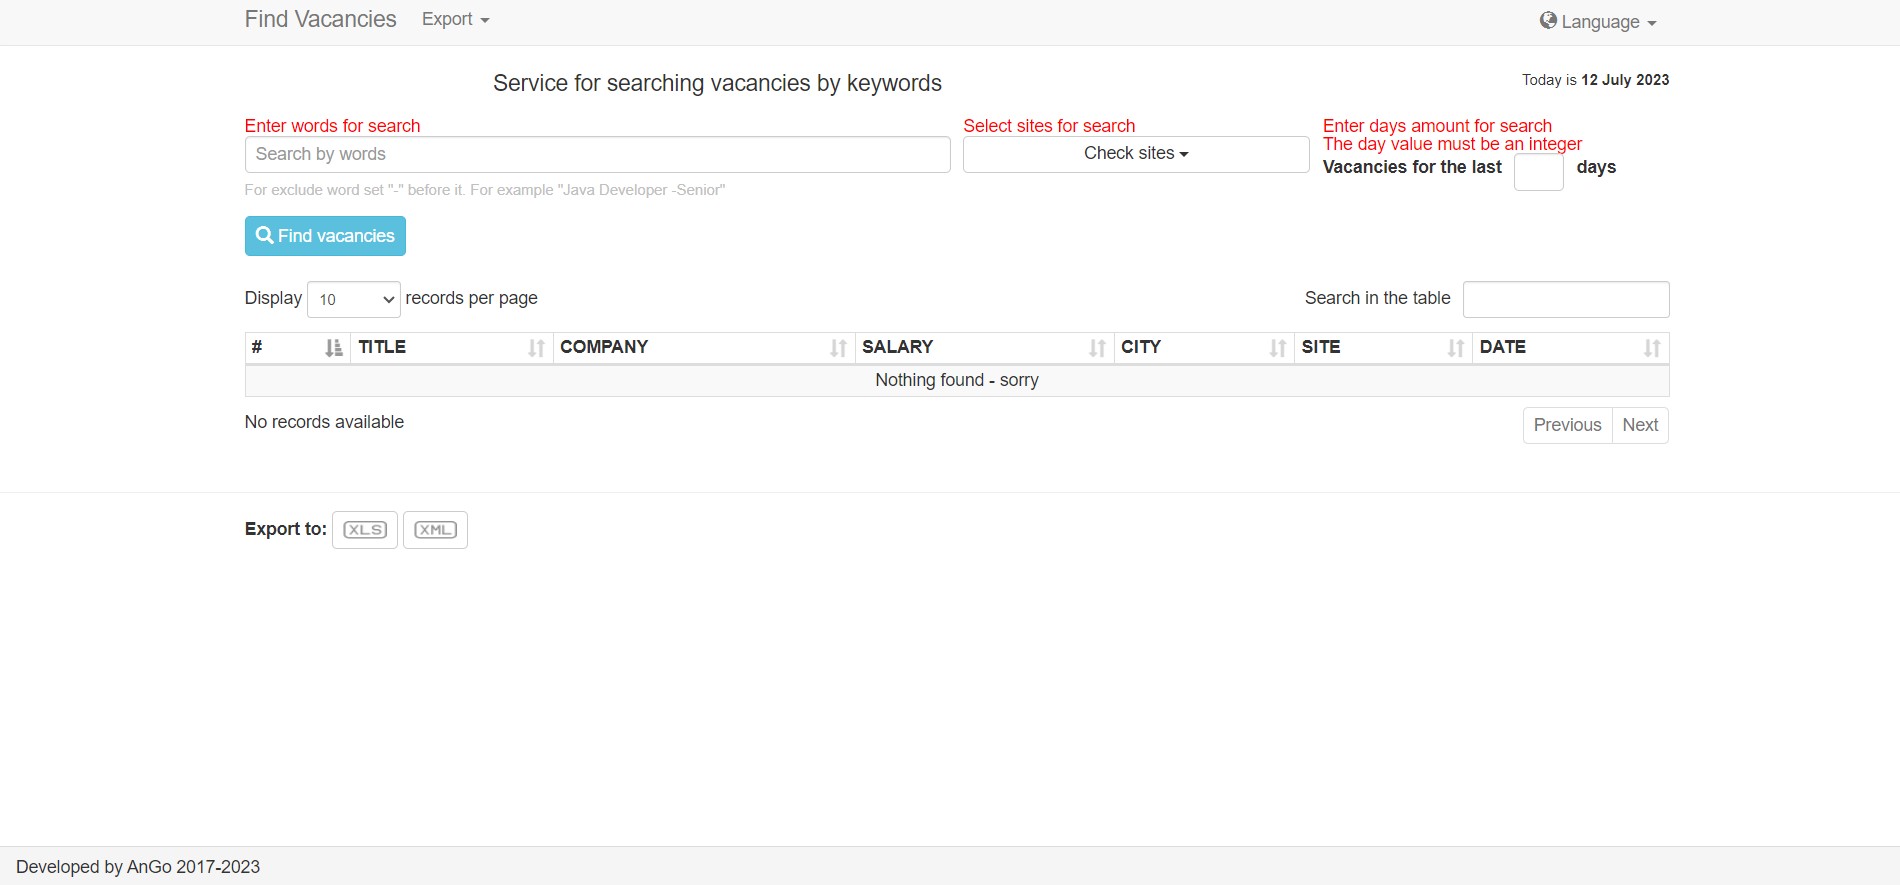 Find Vacancies Export Language
Service for searching vacancies by keywords Today is 12 July 2023
Enter words for search Select sites for search Enter days amount for search
The day value must be an integer
Search by words Check sites Vacancies for the last days
For exclude word set "-" before it. For example "Java Developer -Senior"
Find vacancies
Display 10 records per page Search in the table
# TITLE COMPANY SALARY CITY SITE DATE
Nothing found - sorry
No records available Previous Next
Export to: XLS XML
Developed by AnGo 2017-2023